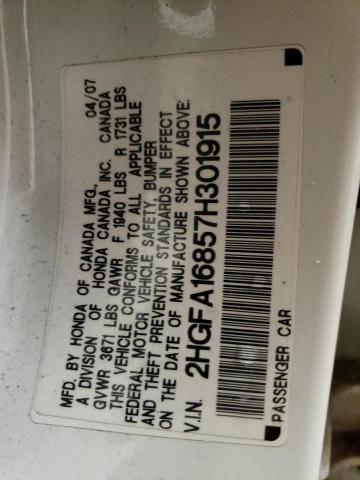 MFD. BY HONDA OF CANADA MFG., 04/07
A DIVISION OF HONDA CANADA INC. CANADA
GVWR 3671 LBS GAWR F 1940 LBS R 1731 LBS
THIS VEHICLE CONFORMS TO ALL APPLICABLE
FEDERAL MOTOR VEHICLE SAFETY, BUMPER
AND THEFT PREVENTION STANDARDS IN EFFECT
ON THE DATE OF MANUFACTURE SHOWN ABOVE.
V.I.N. 2HGFA16857H301915
PASSENGER CAR